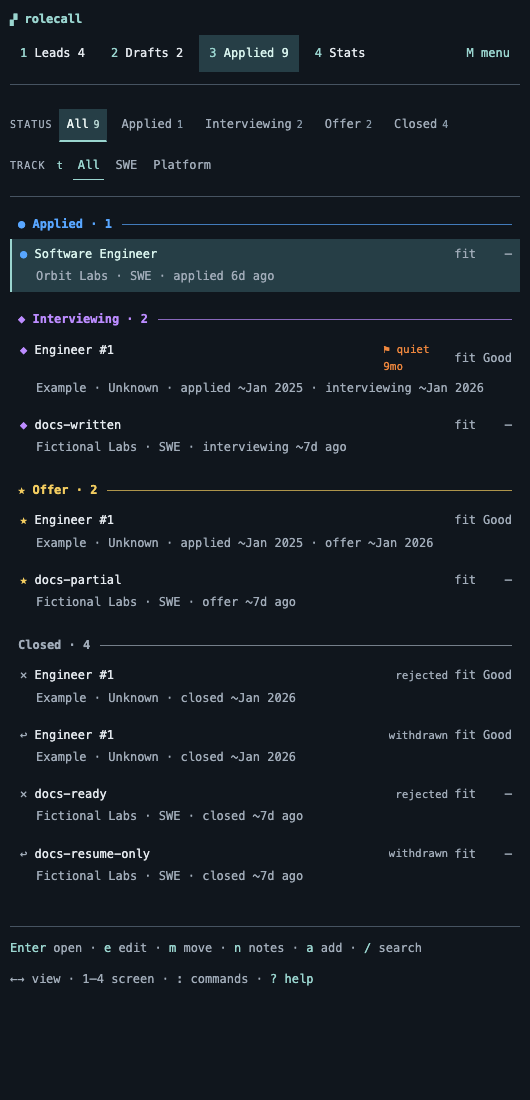 rolecall
1 Leads 4 2 Drafts 2 3 Applied 9 4 Stats M menu
STATUS All 9 Applied 1 Interviewing 2 Offer 2 Closed 4
TRACK t All SWE Platform
● Applied · 1
● Software Engineer fit —
Orbit Labs · SWE · applied 6d ago
◆ Interviewing · 2
◆ Engineer #1 ⚑ quiet 9mo fit Good
Example · Unknown · applied ~Jan 2025 · interviewing ~Jan 2026
◆ docs-written fit —
Fictional Labs · SWE · interviewing ~7d ago
★ Offer · 2
★ Engineer #1 fit Good
Example · Unknown · applied ~Jan 2025 · offer ~Jan 2026
★ docs-partial fit —
Fictional Labs · SWE · offer ~7d ago
Closed · 4
× Engineer #1 rejected fit Good
Example · Unknown · closed ~Jan 2026
↩ Engineer #1 withdrawn fit Good
Example · Unknown · closed ~Jan 2026
× docs-ready rejected fit —
Fictional Labs · SWE · closed ~7d ago
↩ docs-resume-only withdrawn fit —
Fictional Labs · SWE · closed ~7d ago
Enter open · e edit · m move · n notes · a add · / search
←→ view · 1–4 screen · : commands · ? help